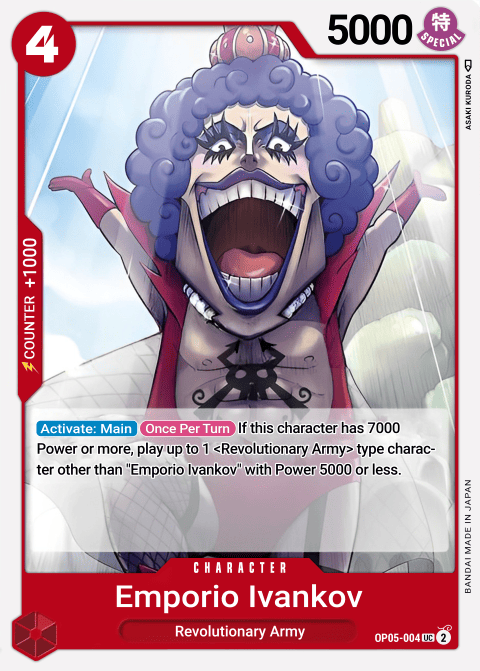 4
5000
特
SPECIAL
ASAKI KURODA
COUNTER +1000
Activate: Main Once Per Turn If this character has 7000
Power or more, play up to 1 <Revolutionary Army> type charac-
ter other than "Emporio Ivankov" with Power 5000 or less.
BANDAI MADE IN JAPAN
CHARACTER
Emporio Ivankov
Revolutionary Army
OP05-004 UC 2